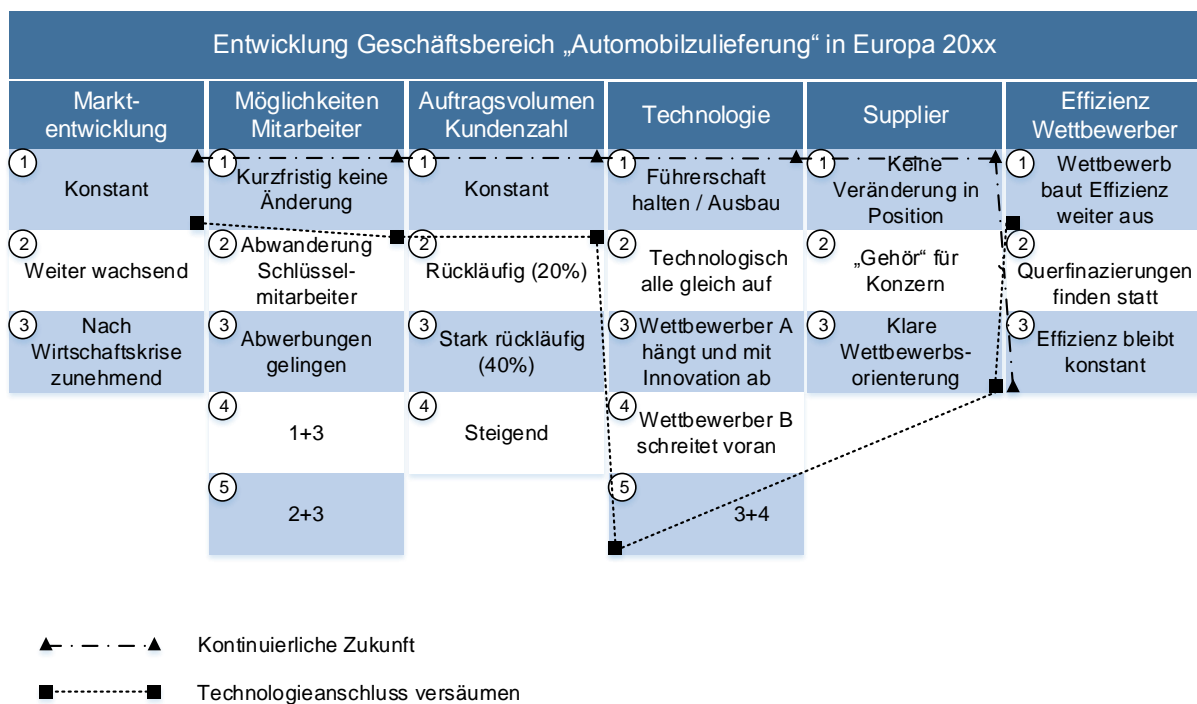 Entwicklung Geschäftsbereich „Automobilzulieferung“ in Europa 20xx
Markt-
entwicklung
Möglichkeiten
Mitarbeiter
Auftragsvolumen
Kundenzahl
Technologie
Supplier
Effizienz
Wettbewerber
1
Konstant
2
Weiter wachsend
3
Nach
Wirtschaftskrise
zunehmend
1
Kurzfristig keine
Änderung
2
Abwanderung
Schlüssel-
mitarbeiter
3
Abwerbungen
gelingen
4
1+3
5
2+3
1
Konstant
2
Rückläufig (20%)
3
Stark rückläufig
(40%)
4
Steigend
1
Führerschaft
halten / Ausbau
2
Technologisch
alle gleich auf
3
Wettbewerber A
hängt und mit
Innovation ab
4
Wettbewerber B
schreitet voran
5
3+4
1
Keine
Veränderung in
Position
2
„Gehör“ für
Konzern
3
Klare
Wettbewerbs-
orienterung
1
Wettbewerb
baut Effizienz
weiter aus
2
Querfinazierungen
finden statt
3
Effizienz bleibt
konstant
Kontinuierliche Zukunft
Technologieanschluss versäumen